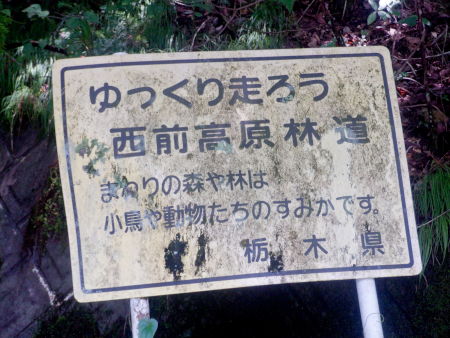 ゆっくり走ろう
西前高原林道
まわりの森や林は
小鳥や動物たちのすみかです。
栃木県